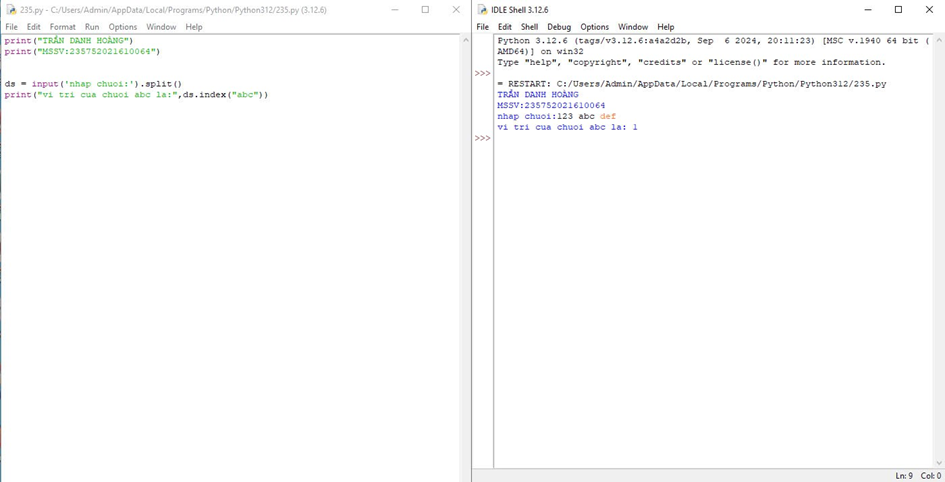 235.py - C:/Users/Admin/AppData/Local/Programs/Python/Python312/235.py (3.12.6)
File Edit Format Run Options Window Help
print("TRẦN DANH HOÀNG")
print("MSSV:235752021610064")
ds = input('nhap chuoi:').split()
print("vi tri cua chuoi abc la:",ds.index("abc"))
IDLE Shell 3.12.6
File Edit Shell Debug Options Window Help
Python 3.12.6 (tags/v3.12.6:a4a2d2b, Sep 6 2024, 20:11:23) [MSC v.1940 64 bit (
AMD64)] on win32
Type "help", "copyright", "credits" or "license()" for more information.
>>>
= RESTART: C:/Users/Admin/AppData/Local/Programs/Python/Python312/235.py
TRẦN DANH HOÀNG
MSSV:235752021610064
nhap chuoi:123 abc def
vi tri cua chuoi abc la: 1
>>>
Ln: 9 Col: 0